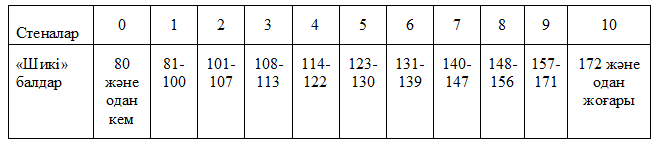 Стеналар 0 1 2 3 4 5 6 7 8 9 10
«Шикі» 80 81- 101- 108- 114- 123- 131- 140- 148- 157- 172 және
балдар және 100 107 113 122 130 139 147 156 171 одан
одан жоғары
кем